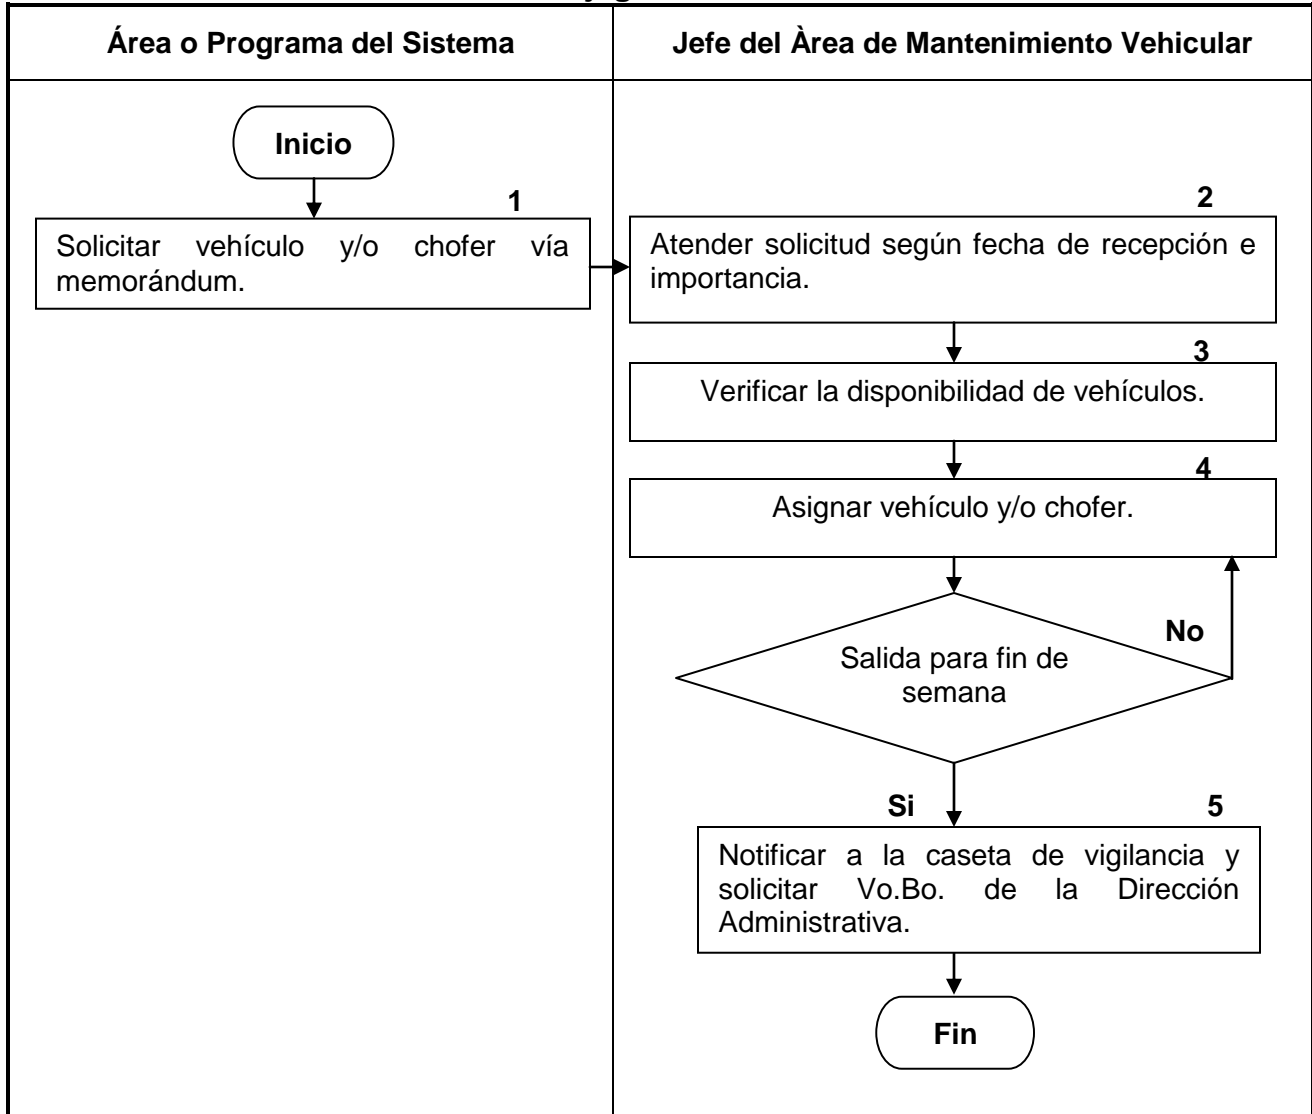 Área o Programa del Sistema
Jefe del Àrea de Mantenimiento Vehicular
Inicio
1
Solicitar vehículo y/o chofer vía
memorándum.
2
Atender solicitud según fecha de recepción e
importancia.
3
Verificar la disponibilidad de vehículos.
4
Asignar vehículo y/o chofer.
Salida para fin de
semana
No
Si
5
Notificar a la caseta de vigilancia y
solicitar Vo.Bo. de la Dirección
Administrativa.
Fin